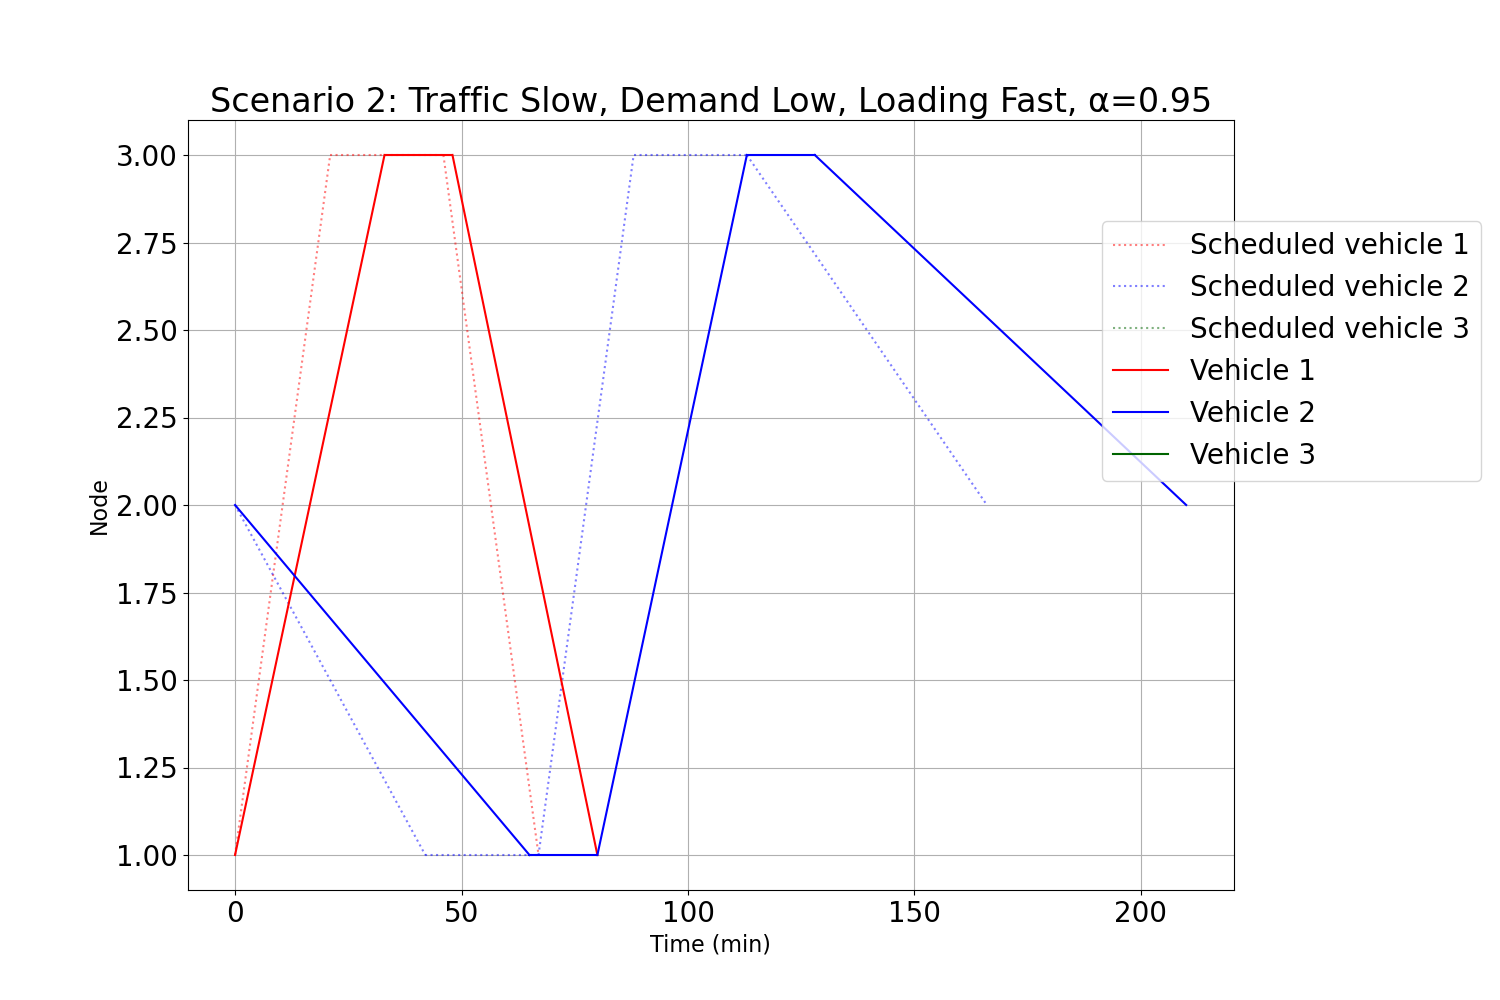 Scenario 2: Traffic Slow, Demand Low, Loading Fast, α=0.95
3.00
2.75
2.50
2.25
2.00
1.75
1.50
1.25
1.00
Node
0
50
100
150
200
Time (min)
Scheduled vehicle 1
Scheduled vehicle 2
Scheduled vehicle 3
Vehicle 1
Vehicle 2
Vehicle 3